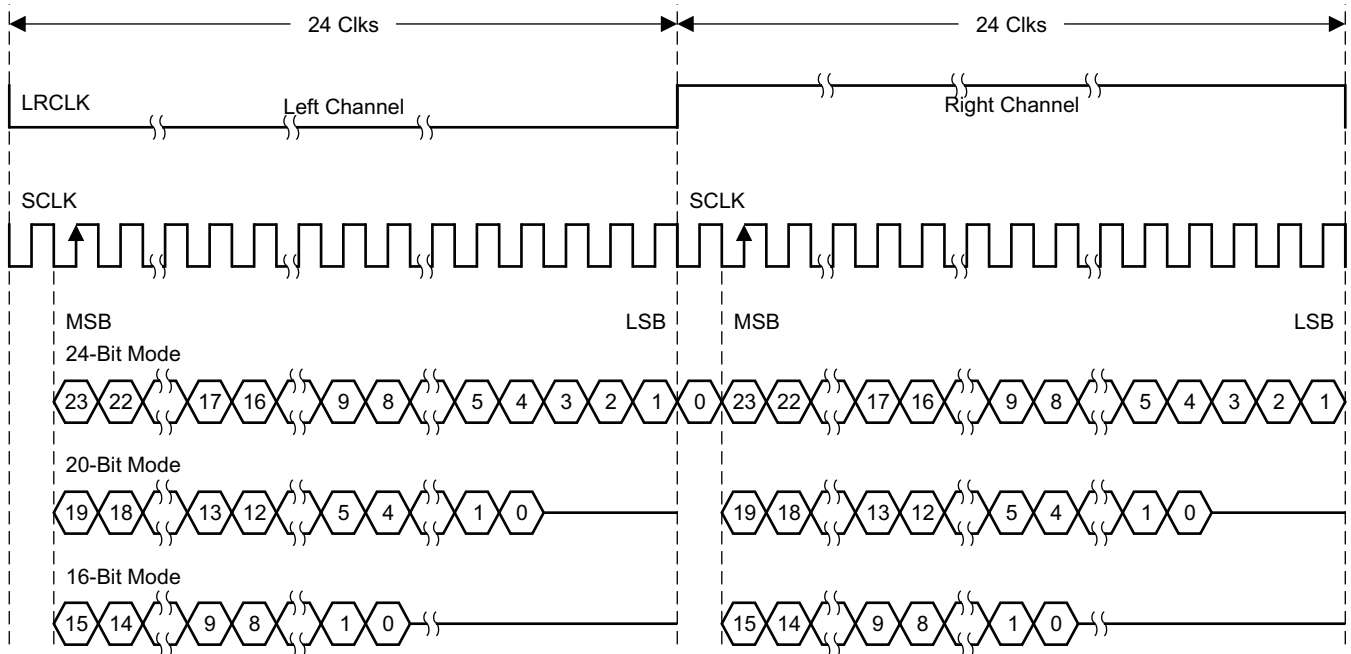 24 Clks 24 Clks
LRCLK Left Channel Right Channel
SCLK SCLK
MSB LSB MSB LSB
24-Bit Mode
23 22 17 16 9 8 5 4 3 2 1 0 23 22 17 16 9 8 5 4 3 2 1
20-Bit Mode
19 18 13 12 5 4 1 0 19 18 13 12 5 4 1 0
16-Bit Mode
15 14 9 8 1 0 15 14 9 8 1 0